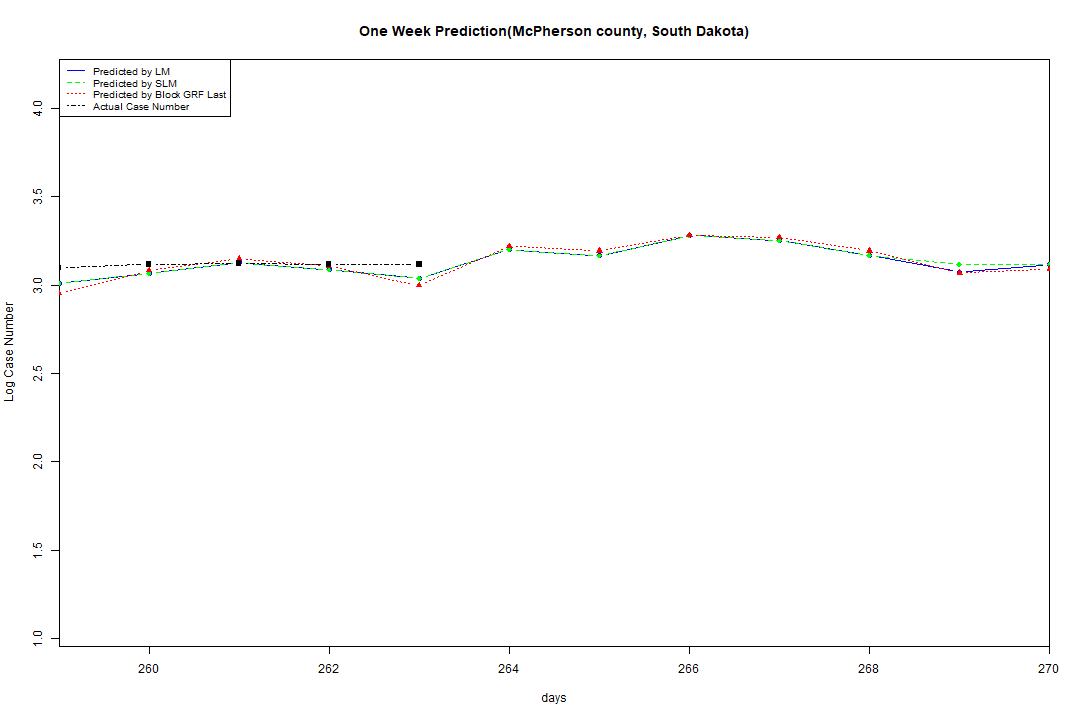 One Week Prediction(McPherson county, South Dakota)
Predicted by LM
Predicted by SLM
Predicted by Block GRF Last
Actual Case Number
4.0
3.5
3.0
2.5
2.0
1.5
1.0
Log Case Number
260 262 264 266 268 270
days